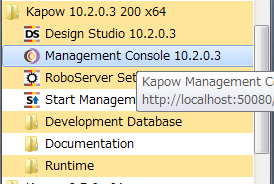 Kapow 10.2.0.3 200 x64
Design Studio 10.2.0.3
Management Console 10.2.0.3
RoboServer Set
Kapow Management Co
Start Managem
http://localhost:50080/
Development Database
Documentation
Runtime